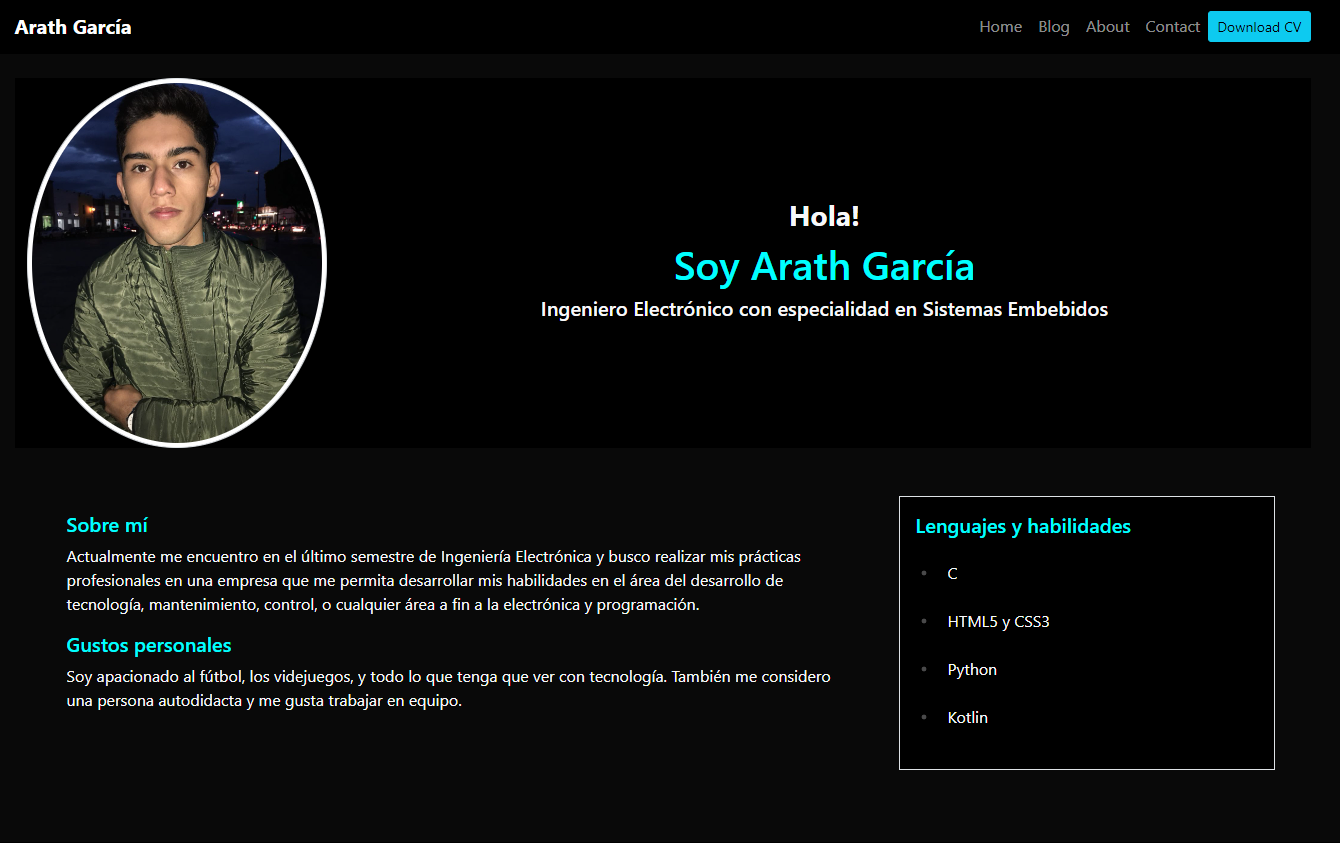 Arath García
Home Blog About Contact Download CV
Hola!
Soy Arath García
Ingeniero Electrónico con especialidad en Sistemas Embebidos
Sobre mí
Actualmente me encuentro en el último semestre de Ingeniería Electrónica y busco realizar mis prácticas
profesionales en una empresa que me permita desarrollar mis habilidades en el área del desarrollo de
tecnología, mantenimiento, control, o cualquier área a fin a la electrónica y programación.
Gustos personales
Soy apacionado al fútbol, los videjuegos, y todo lo que tenga que ver con tecnología. También me considero
una persona autodidacta y me gusta trabajar en equipo.
Lenguajes y habilidades
C
HTML5 y CSS3
Python
Kotlin